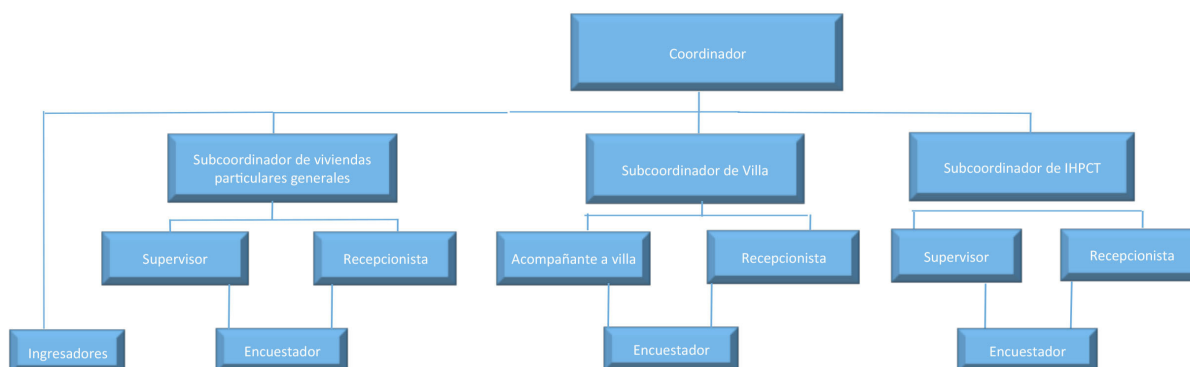 Coordinador
Subcoordinador de viviendas
particulares generales
Subcoordinador de Villa
Subcoordinador de IHPCT
Supervisor
Recepcionista
Acompañante a villa
Recepcionista
Supervisor
Recepcionista
Ingresadores
Encuestador
Encuestador
Encuestador